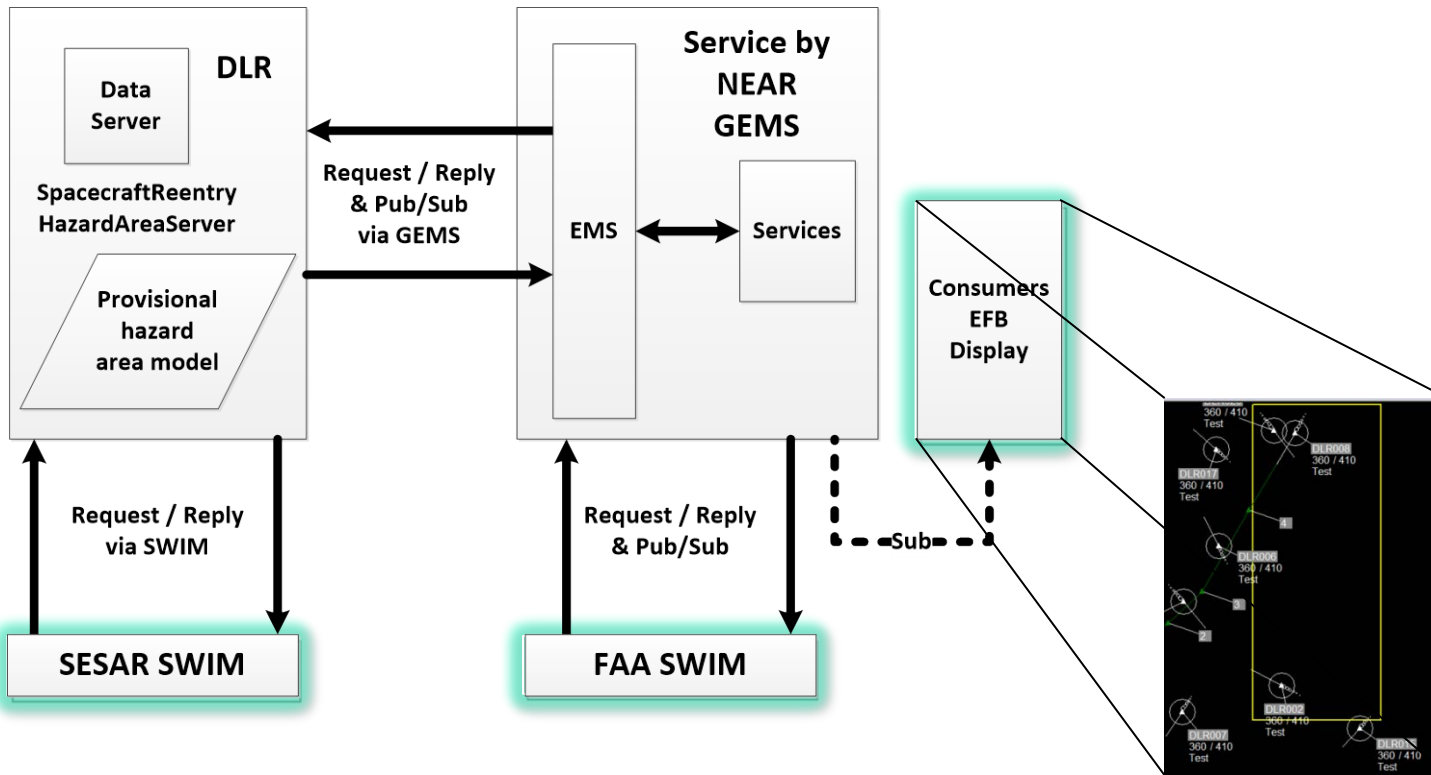 DLR
Data
Server
SpacecraftReentry
HazardAreaServer
Provisional
hazard
area model
Request / Reply
& Pub/Sub
via GEMS
Service by
NEAR
GEMS
EMS
Services
Consumers
EFB
Display
Request / Reply
via SWIM
Request / Reply
& Pub/Sub
Sub
SESAR SWIM
FAA SWIM
360 / 410
Test
DLR008
360 / 410
Test
DLR017
360 / 410
Test
4
DLR006
360 / 410
Test
3
2
DLR002
360 / 410
Test
DLR007
360 / 410
Test
360 / 410
Test